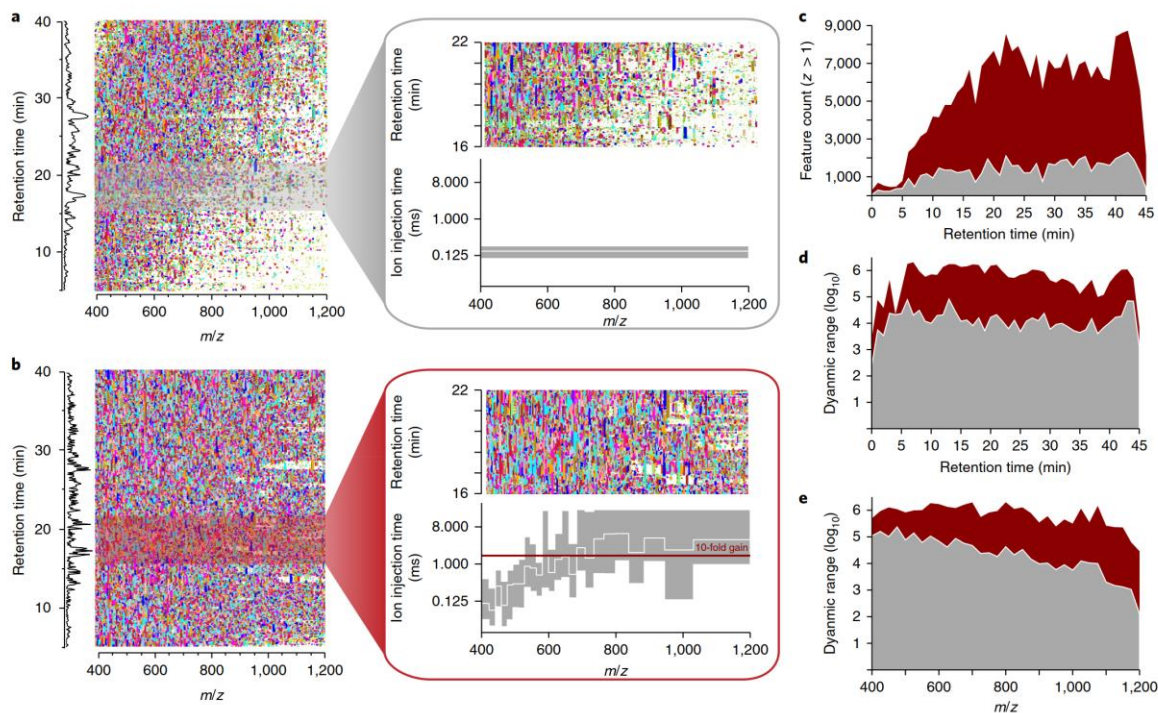 a
40
30
20
10
Retention time (min)
400 600 800 1,000 1,200
m/z
22
16
Retention time
(min)
8.000
1.000
0.125
Ion injection time
(ms)
400 600 800 1,000 1,200
m/z
b
40
30
20
10
Retention time (min)
400 600 800 1,000 1,200
m/z
22
16
Retention time
(min)
8.000
1.000
0.125
Ion injection time
(ms)
10-fold gain
400 600 800 1,000 1,200
m/z
c
9,000
7,000
5,000
3,000
1,000
Feature count (z > 1)
0 5 10 15 20 25 30 35 40 45
Retention time (min)
d
6
5
4
3
2
1
Dyanmic range (log10)
0 5 10 15 20 25 30 35 40 45
Retention time (min)
e
6
5
4
3
2
1
Dyanmic range (log10)
400 600 800 1,000 1,200
m/z